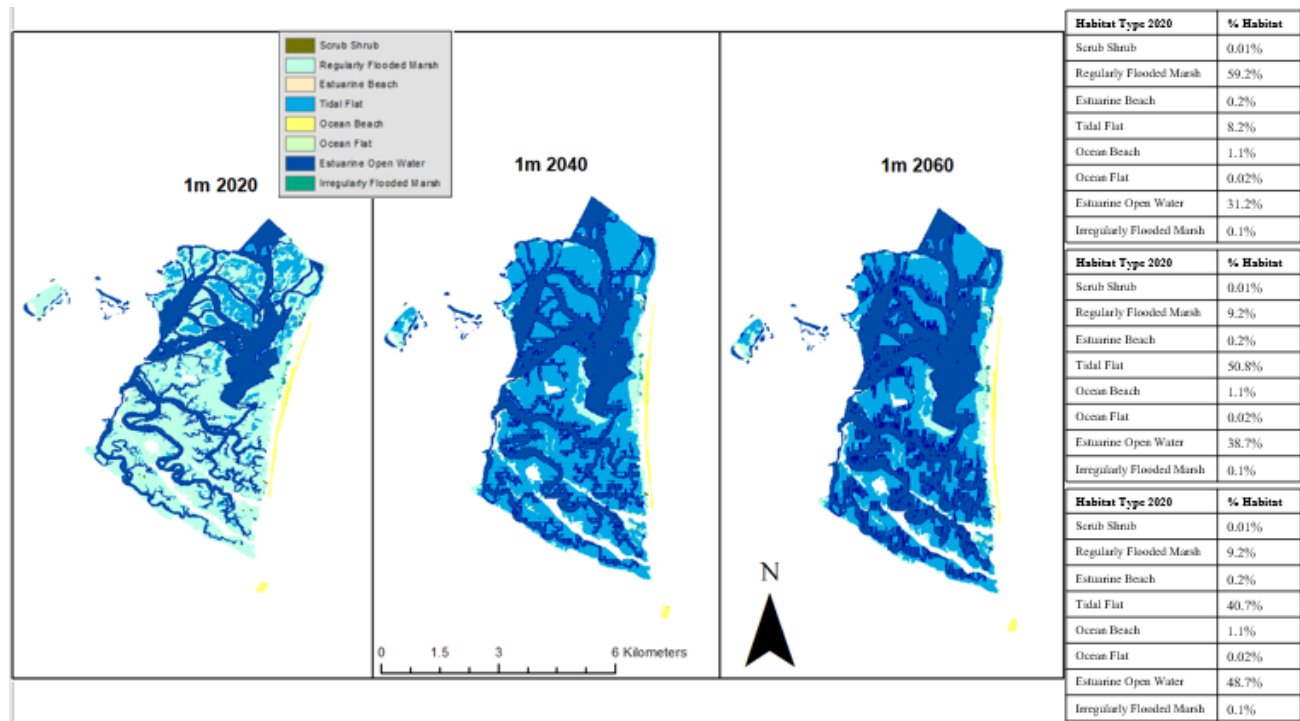 Scrub Shrub
Regularly Flooded Marsh
Estuarine Beach
Tidal Flat
Ocean Beach
Ocean Flat
Estuarine Open Water
Irregularly Flooded Marsh
1m 2020
1m 2040
1m 2060
0 1.5 3 6 Kilometers
N
Habitat Type 2020 % Habitat
Scrub Shrub 0.01%
Regularly Flooded Marsh 59.2%
Estuarine Beach 0.2%
Tidal Flat 8.2%
Ocean Beach 1.1%
Ocean Flat 0.02%
Estuarine Open Water 31.2%
Irregularly Flooded Marsh 0.1%
Habitat Type 2020 % Habitat
Scrub Shrub 0.01%
Regularly Flooded Marsh 9.2%
Estuarine Beach 0.2%
Tidal Flat 50.8%
Ocean Beach 1.1%
Ocean Flat 0.02%
Estuarine Open Water 38.7%
Irregularly Flooded Marsh 0.1%
Habitat Type 2020 % Habitat
Scrub Shrub 0.01%
Regularly Flooded Marsh 9.2%
Estuarine Beach 0.2%
Tidal Flat 40.7%
Ocean Beach 1.1%
Ocean Flat 0.02%
Estuarine Open Water 48.7%
Irregularly Flooded Marsh 0.1%